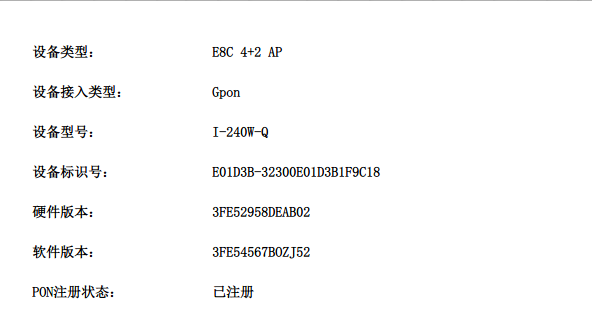 设备类型： E8C 4+2 AP
设备接入类型： Gpon
设备型号： I-240W-Q
设备标识号： E01D3B-32300E01D3B1F9C18
硬件版本： 3FE52958DEAB02
软件版本： 3FE54567BOZJ52
PON注册状态： 已注册